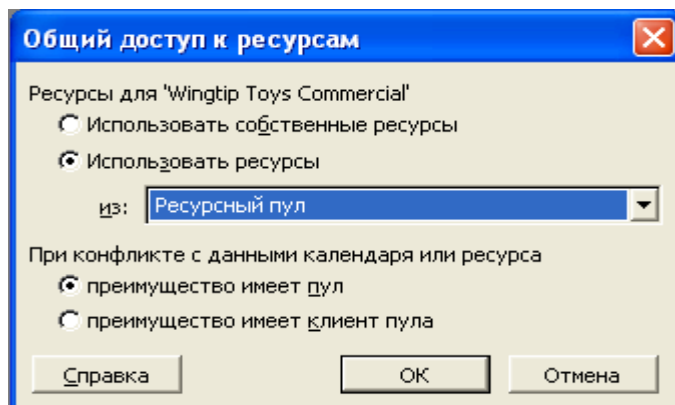 Общий доступ к ресурсам
Ресурсы для 'Wingtip Toys Commercial'
Использовать собственные ресурсы
Использовать ресурсы
из: Ресурсный пул
При конфликте с данными календаря или ресурса
преимущество имеет пул
преимущество имеет клиент пула
Справка ОК Отмена